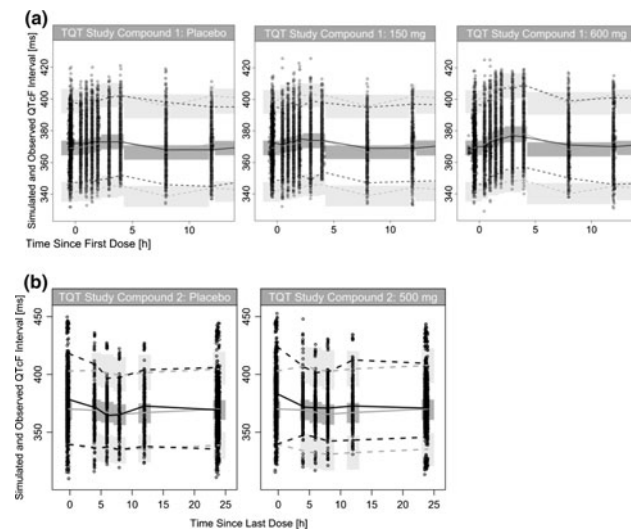 (a)
TQT Study Compound 1: Placebo
TQT Study Compound 1: 150 mg
TQT Study Compound 1: 600 mg
Simulated and Observed QTcF Interval [ms]
420
400
380
360
340
420
400
380
360
340
420
400
380
360
340
0 5 10
0 5 10
0 5 10
Time Since First Dose [h]
(b)
TQT Study Compound 2: Placebo
TQT Study Compound 2: 500 mg
Simulated and Observed QTcF Interval [ms]
450
400
350
450
400
350
0 5 10 15 20 25
0 5 10 15 20 25
Time Since Last Dose [h]